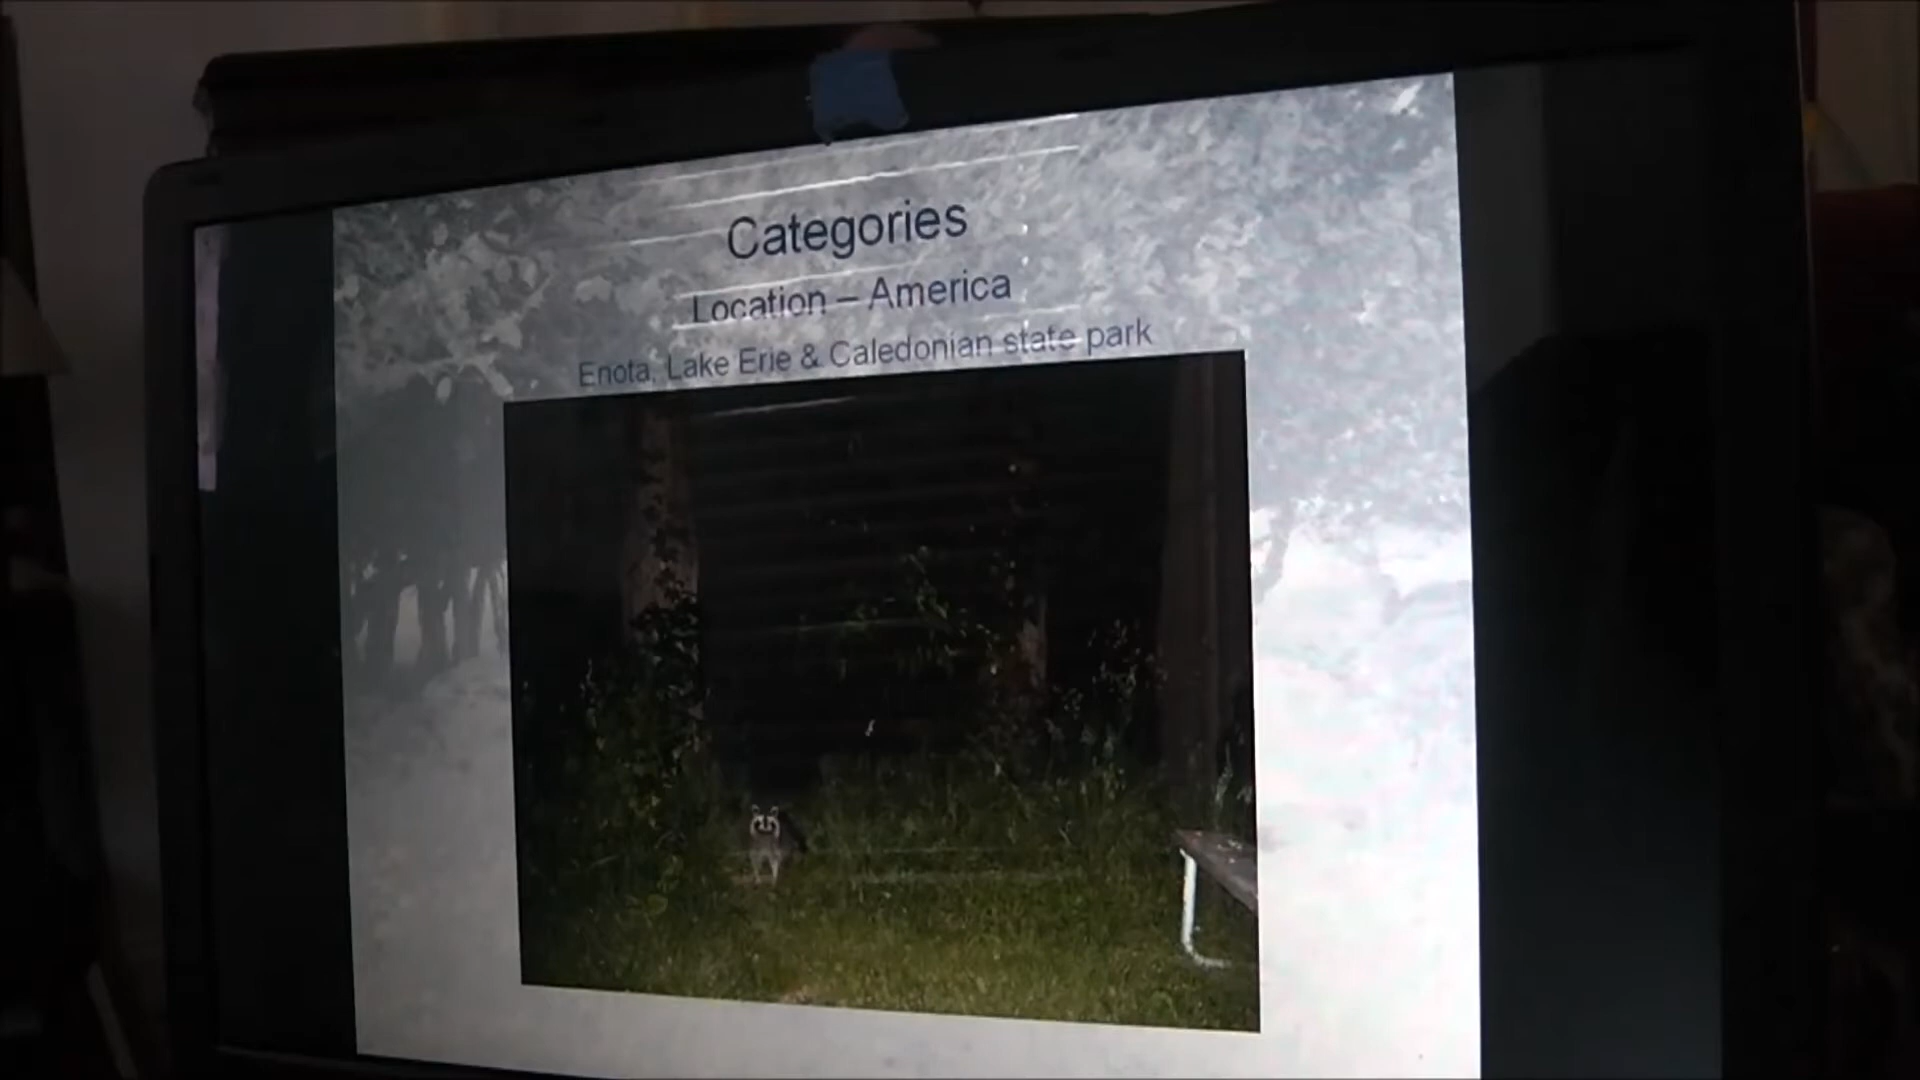 Categories
Location – America
Enota, Lake Erie & Caledonian state park